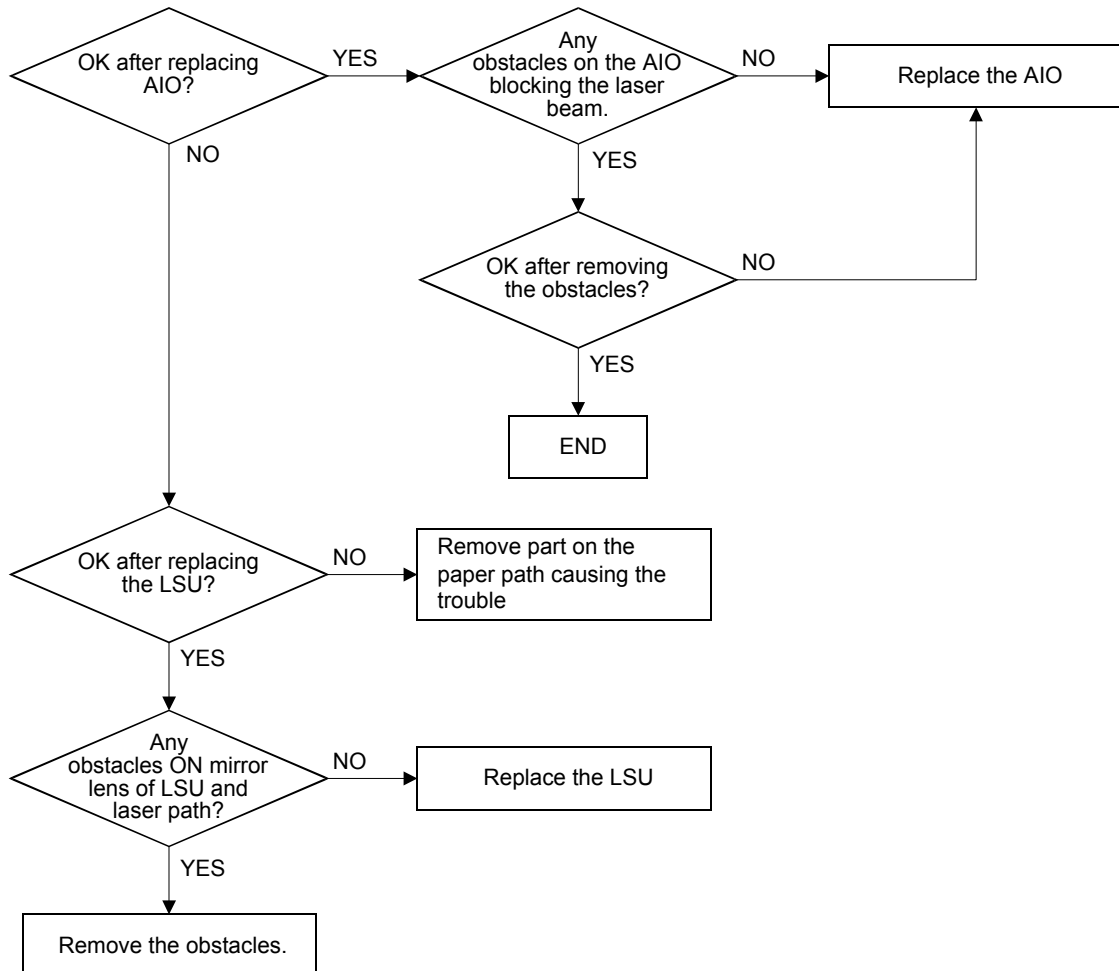 OK after replacing
AIO?
YES
Any
obstacles on the AIO
blocking the laser
beam.
NO
Replace the AIO
NO
YES
OK after removing
the obstacles?
NO
YES
END
OK after replacing
the LSU?
NO
Remove part on the
paper path causing the
trouble
YES
Any
obstacles ON mirror
lens of LSU and
laser path?
NO
Replace the LSU
YES
Remove the obstacles.